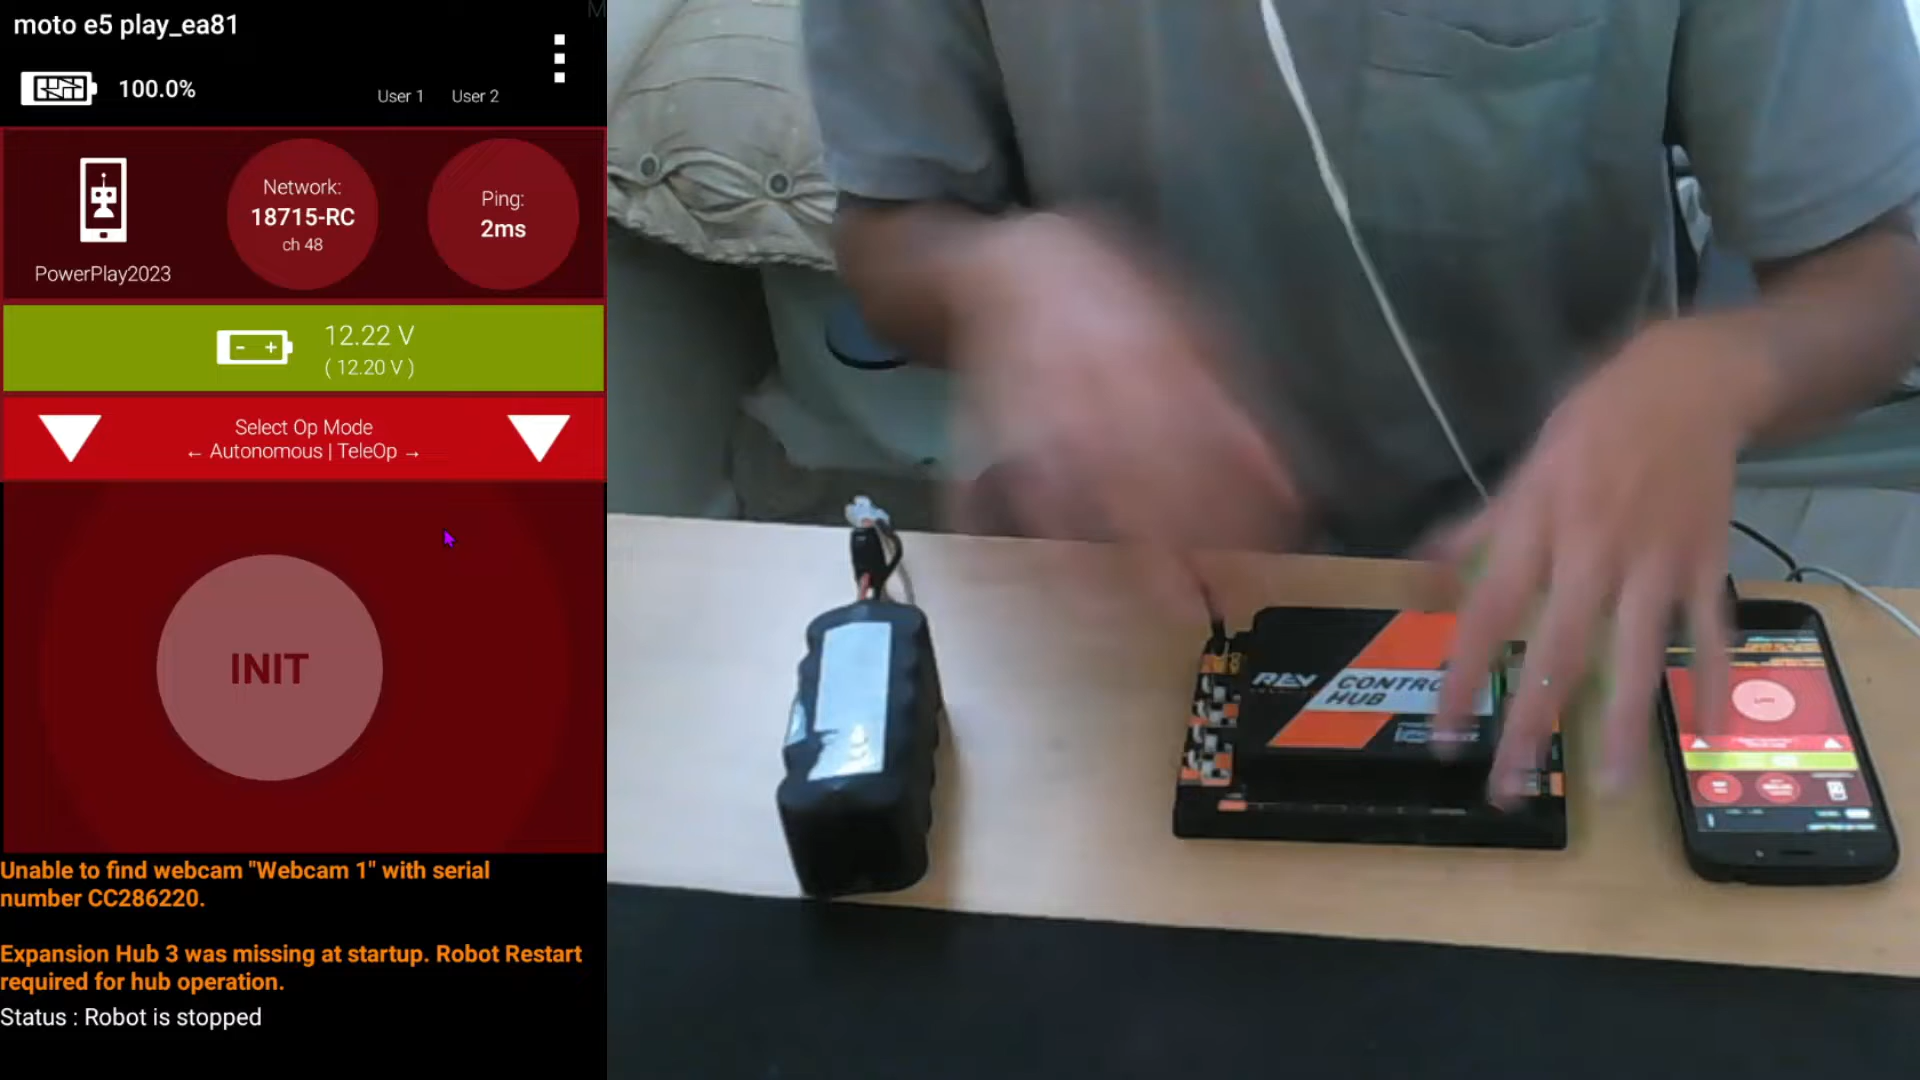 moto e5 play_ea81
100.0%
User 1 User 2
Network:
18715-RC
ch 48
Ping:
2ms
PowerPlay2023
12.22 V
( 12.20 V )
Select Op Mode
← Autonomous | TeleOp →
INIT
Unable to find webcam "Webcam 1" with serial
number CC286220.
Expansion Hub 3 was missing at startup. Robot Restart
required for hub operation.
Status : Robot is stopped
REV
HUB